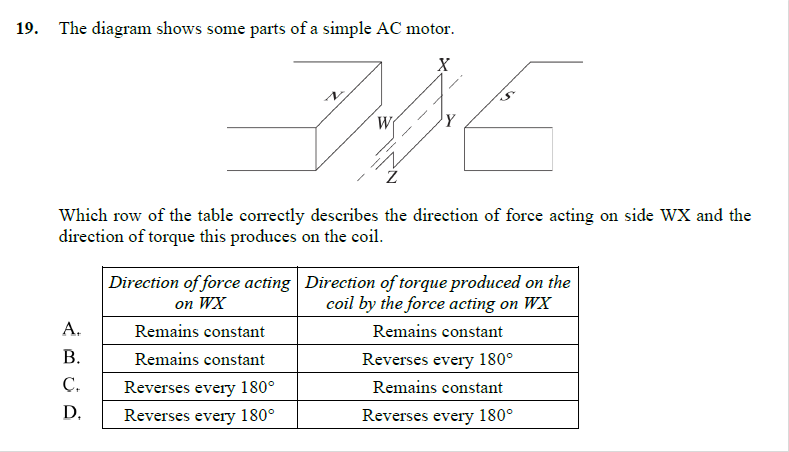 19. The diagram shows some parts of a simple AC motor.
X
N
S
W
Y
Z
Which row of the table correctly describes the direction of force acting on side WX and the
direction of torque this produces on the coil.
Direction of force acting on WX Direction of torque produced on the coil by the force acting on WX
A. Remains constant Remains constant
B. Remains constant Reverses every 180°
C. Reverses every 180° Remains constant
D. Reverses every 180° Reverses every 180°